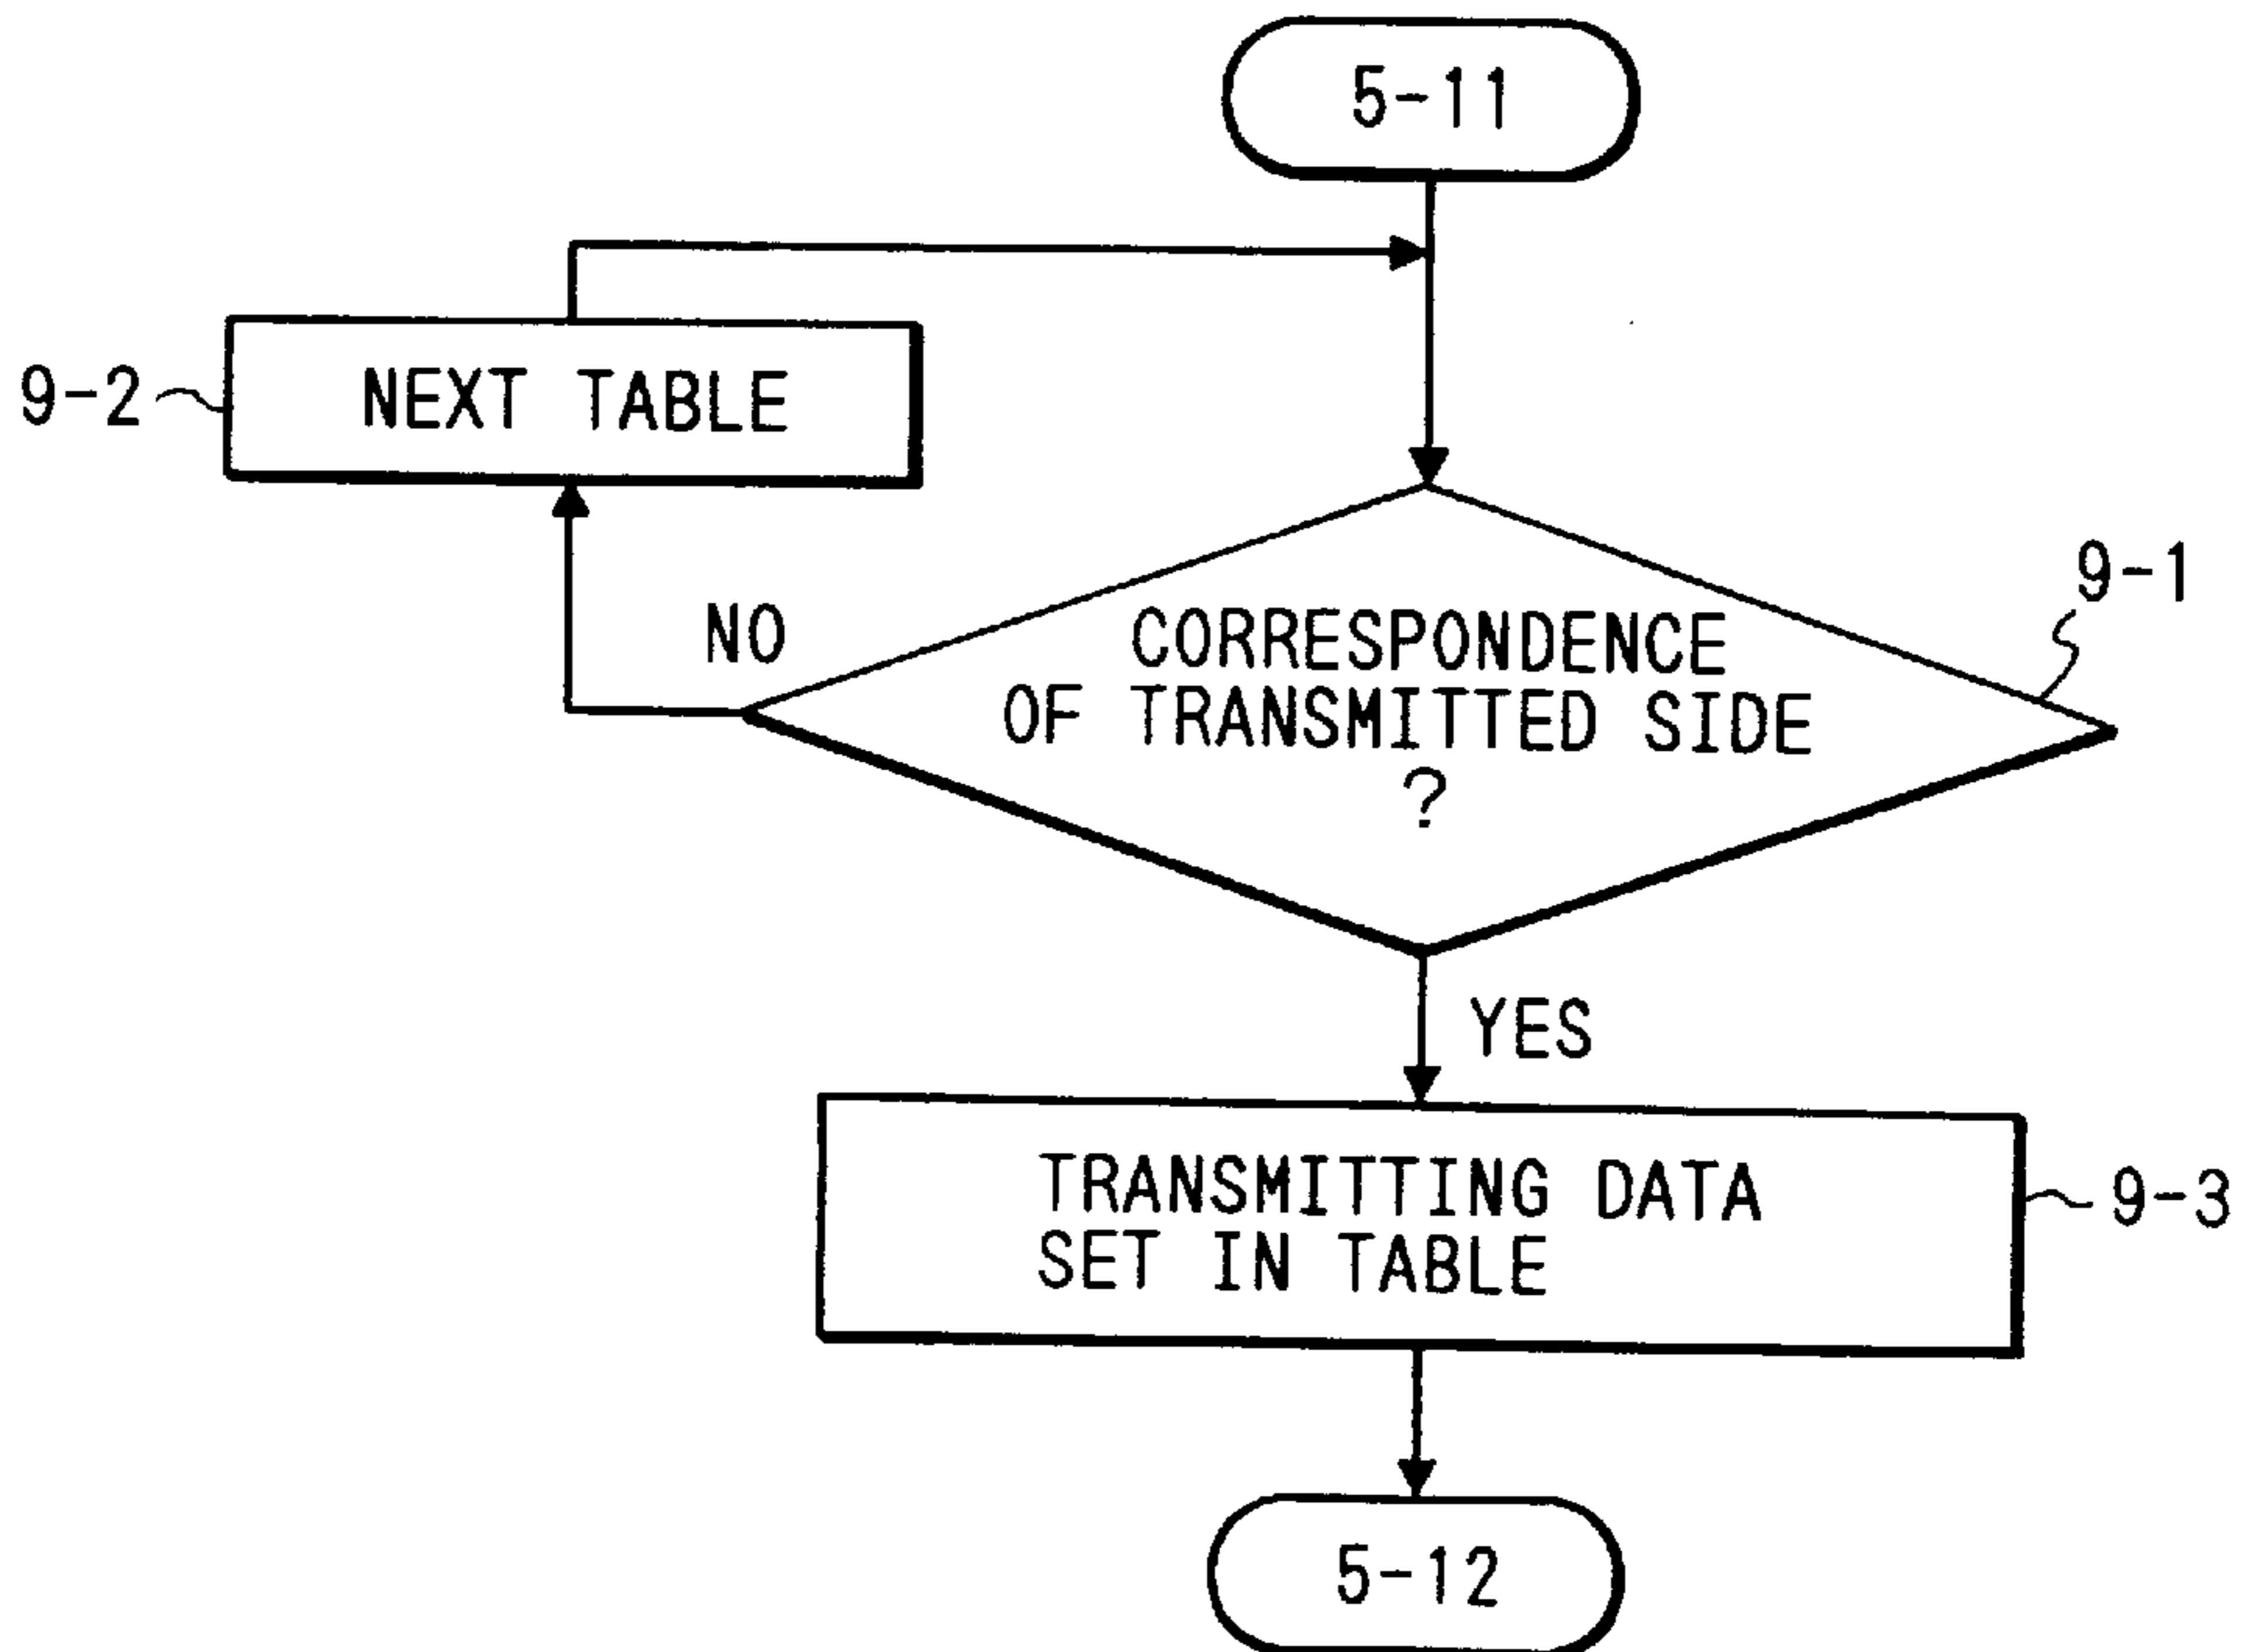 5-11
9-2
NEXT TABLE
9-1
NO
CORRESPONDENCE
OF TRANSMITTED SIDE
?
YES
TRANSMITTING DATA
SET IN TABLE
9-3
5-12